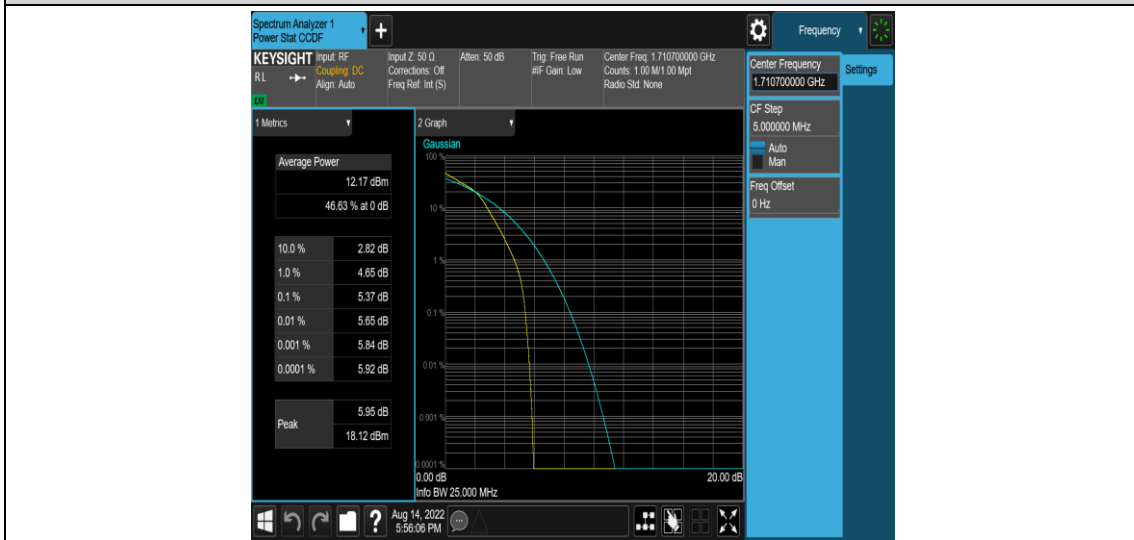 Spectrum Analyzer 1
Power Stat CCDF
+
Frequency
KEYSIGHT
RL
LXI
Input: RF
Coupling: DC
Align: Auto
Input Z: 50 Ω
Corrections: Off
Freq Ref: Int (S)
Atten: 50 dB
Trig: Free Run
#IF Gain: Low
Center Freq: 1.710700000 GHz
Counts: 1.00 M/1.00 Mpt
Radio Std: None
Center Frequency
1.710700000 GHz
Settings
CF Step
5.000000 MHz
Auto
Man
Freq Offset
0 Hz
1 Metrics
Average Power
12.17 dBm
46.63 % at 0 dB
10.0 % 2.82 dB
1.0 % 4.65 dB
0.1 % 5.37 dB
0.01 % 5.65 dB
0.001 % 5.84 dB
0.0001 % 5.92 dB
Peak 5.95 dB
18.12 dBm
2 Graph
Gaussian
100 %
10 %
1 %
0.1 %
0.01 %
0.001 %
0.0001 %
0.00 dB 20.00 dB
Info BW 25.000 MHz
?
Aug 14, 2022
5:56:06 PM